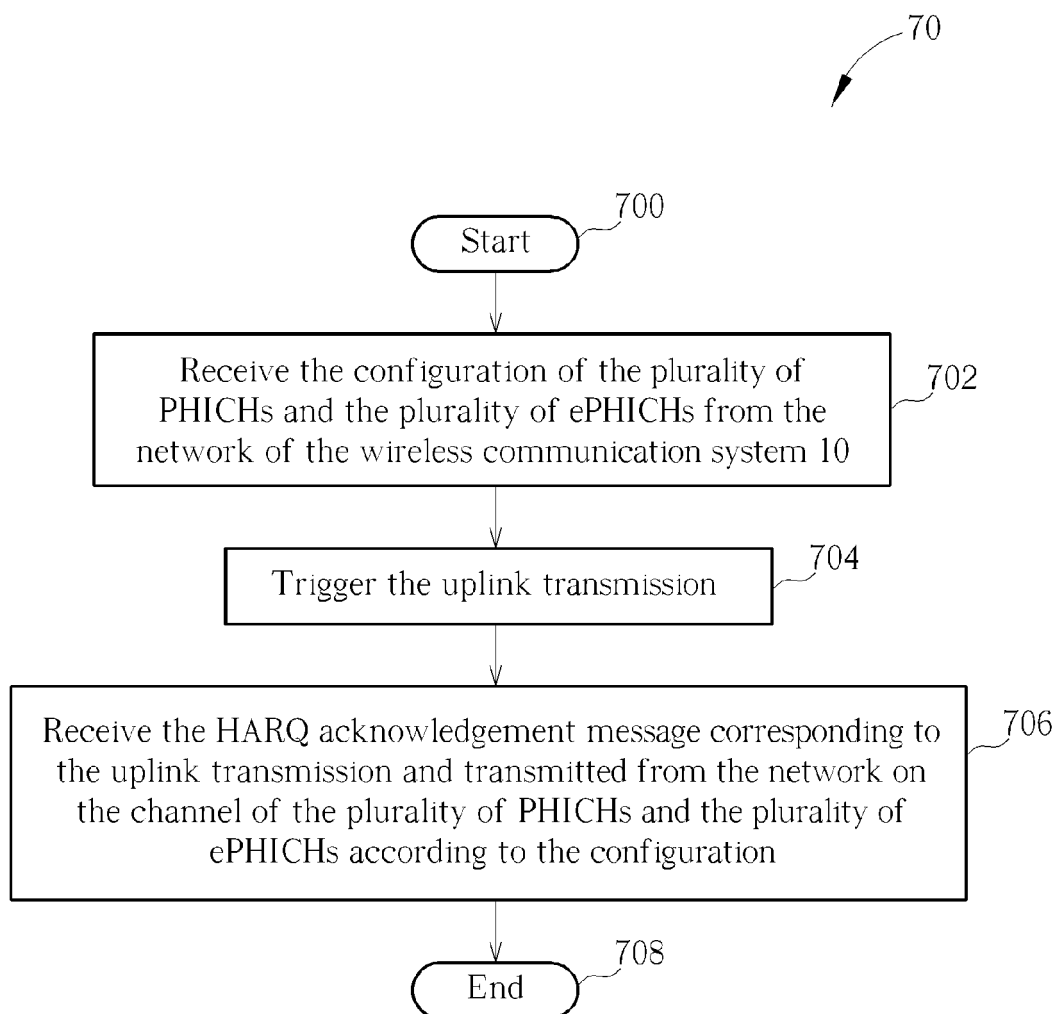 70
700
Start
Receive the configuration of the plurality of
PHICHs and the plurality of ePHICHs from the
network of the wireless communication system 10
702
Trigger the uplink transmission
704
Receive the HARQ acknowledgement message corresponding to
the uplink transmission and transmitted from the network on
the channel of the plurality of PHICHs and the plurality of
ePHICHs according to the configuration
706
End
708